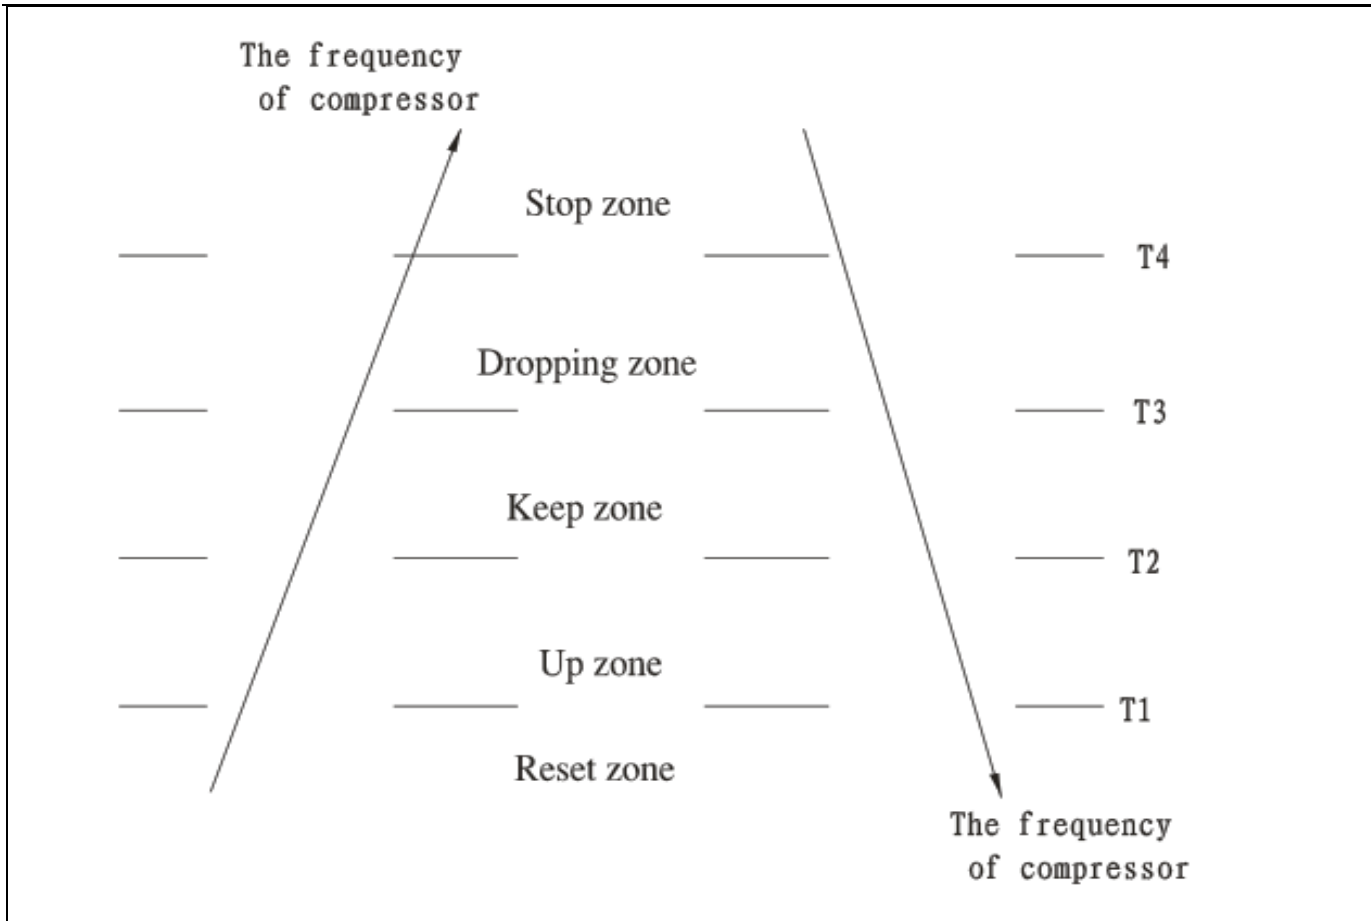 The frequency
of compressor
Stop zone
T4
Dropping zone
T3
Keep zone
T2
Up zone
T1
Reset zone
The frequency
of compressor